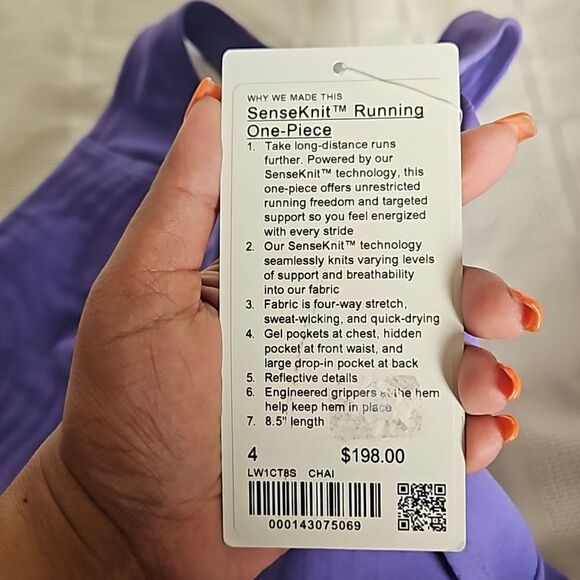 WHY WE MADE THIS
SenseKnit™ Running
One-Piece
1. Take long-distance runs
further. Powered by our
SenseKnit™ technology, this
one-piece offers unrestricted
running freedom and targeted
support so you feel energized
with every stride
2. Our SenseKnit™ technology
seamlessly knits varying levels
of support and breathability
into our fabric
3. Fabric is four-way stretch,
sweat-wicking, and quick-drying
4. Gel pockets at chest, hidden
pocket at front waist, and
large drop-in pocket at back
5. Reflective details
6. Engineered grippers at the hem
help keep hem in place
7. 8.5" length
4 $198.00
LW1CT8S CHAI
000143075069